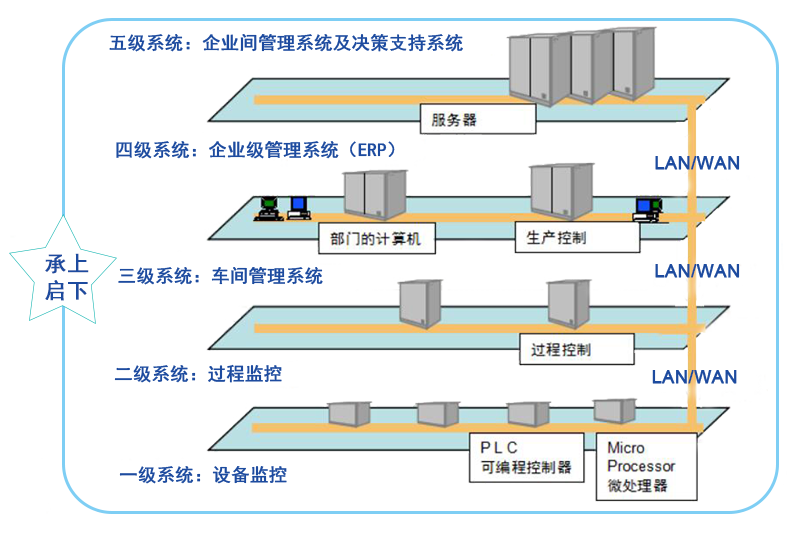 五级系统：企业间管理系统及决策支持系统
服务器
四级系统：企业级管理系统（ERP）
LAN/WAN
部门的计算机
生产控制
承上
启下
三级系统：车间管理系统
LAN/WAN
过程控制
二级系统：过程监控
LAN/WAN
PLC
可编程控制器
Micro
Processor
微处理器
一级系统：设备监控